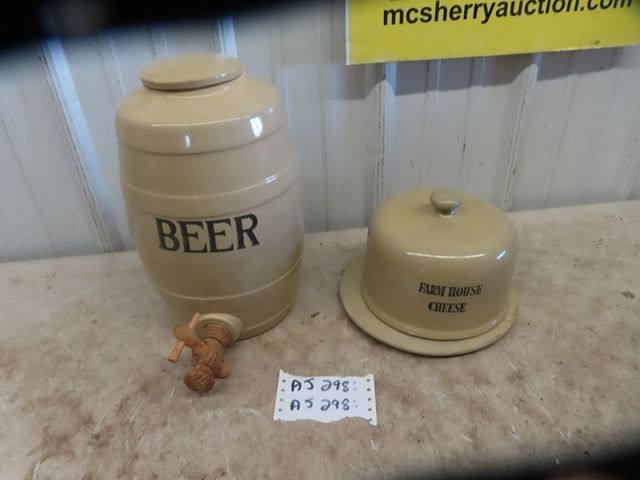 mcsherryauction.com
BEER
FARM HOUSE
CHEESE
AJ 298
AJ 298